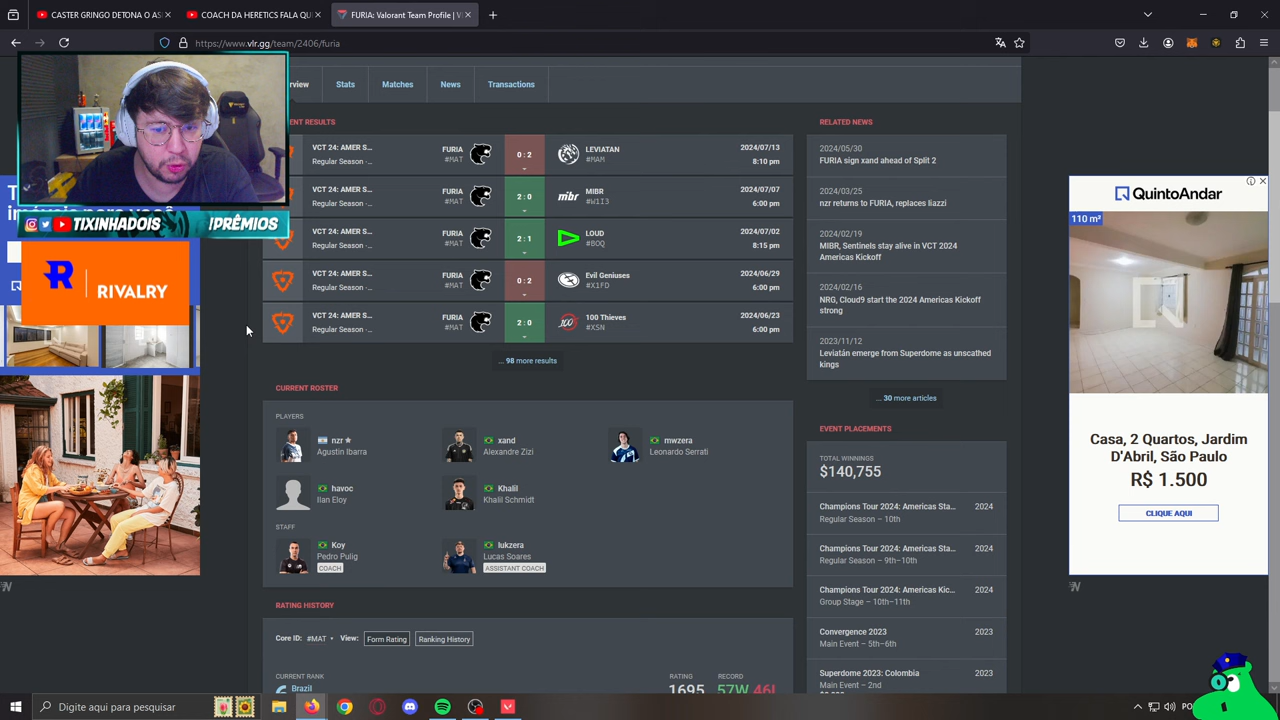 CASTER GRINGO DETONA O AS
COACH DA HERETICS FALA QU
FURIA: Valorant Team Profile | V
https://www.vlr.gg/team/2406/furia
Stats
Matches
News
Transactions
VCT 24: AMER S...
Regular Season -...
FURIA
#MAT
0 : 2
LEVIATÁN
#MAM
2024/07/13
8:10 pm
VCT 24: AMER S...
Regular Season -...
FURIA
#MAT
2 : 0
mibr
MIBR
#W1I3
2024/07/07
6:00 pm
VCT 24: AMER S...
Regular Season -...
FURIA
#MAT
2 : 1
LOUD
#BOQ
2024/07/02
8:15 pm
VCT 24: AMER S...
Regular Season -...
FURIA
#MAT
0 : 2
Evil Geniuses
#X1FD
2024/06/29
6:00 pm
VCT 24: AMER S...
Regular Season -...
FURIA
#MAT
2 : 0
100 Thieves
#XSN
2024/06/23
6:00 pm
... 98 more results
TIXINHADOIS
!PRÊMIOS
RIVALRY
CURRENT ROSTER
PLAYERS
nzr
Agustin Ibarra
xand
Alexandre Zizi
mwzera
Leonardo Serrati
havoc
Ilan Eloy
Khalil
Khalil Schmidt
STAFF
Koy
Pedro Pulig
COACH
lukzera
Lucas Soares
ASSISTANT COACH
RATING HISTORY
Core ID: #MAT
View:
Form Rating
Ranking History
CURRENT RANK
Brazil
RATING
1695
RECORD
57W 46L
RELATED NEWS
2024/05/30
FURIA sign xand ahead of Split 2
2024/03/25
nzr returns to FURIA, replaces liazzi
2024/02/19
MIBR, Sentinels stay alive in VCT 2024
Americas Kickoff
2024/02/16
NRG, Cloud9 start the 2024 Americas Kickoff
strong
2023/11/12
Leviatán emerge from Superdome as unscathed
kings
... 30 more articles
EVENT PLACEMENTS
TOTAL WINNINGS
$140,755
Champions Tour 2024: Americas Sta...
2024
Regular Season – 10th
Champions Tour 2024: Americas Sta...
2024
Regular Season – 9th–10th
Champions Tour 2024: Americas Kic...
2024
Group Stage – 10th–11th
Convergence 2023
2023
Main Event – 5th–6th
Superdome 2023: Colombia
2023
Main Event – 2nd
QuintoAndar
110 m²
Casa, 2 Quartos, Jardim
D'Abril, São Paulo
R$ 1.500
CLIQUE AQUI
Digite aqui para pesquisar